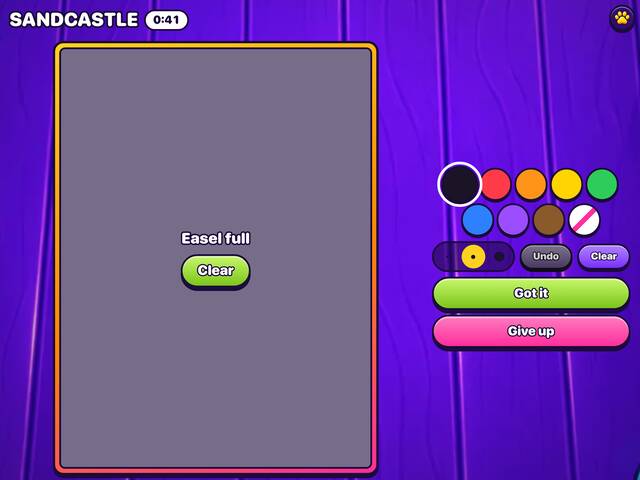 SANDCASTLE 0:41
Easel full
Clear
Undo
Clear
Got it
Give up